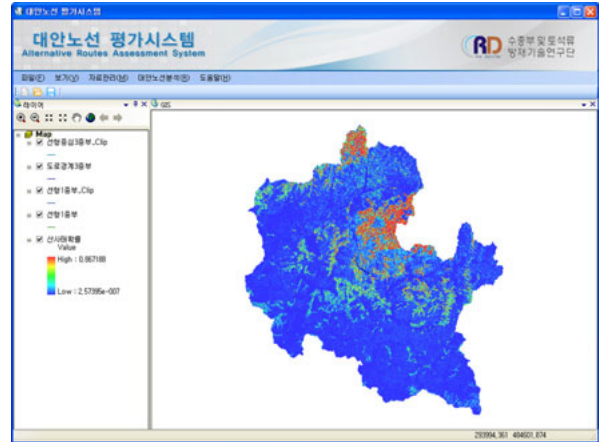 대안노선 평가시스템
대안노선 평가시스템
Alternative Routes Assessment System
RD
수중부 및 토석류
방재기술연구단
파일(F) 보기(V) 자료관리(M) 대안노선분석(R) 도움말(H)
레이어
GIS
Map
선형중심3중부_Clip
도로경계3중부
선형1중부_Clip
선형1중부
산사태확률
Value
High : 0.867188
Low : 2.57395e-007
293994,361 484601,874